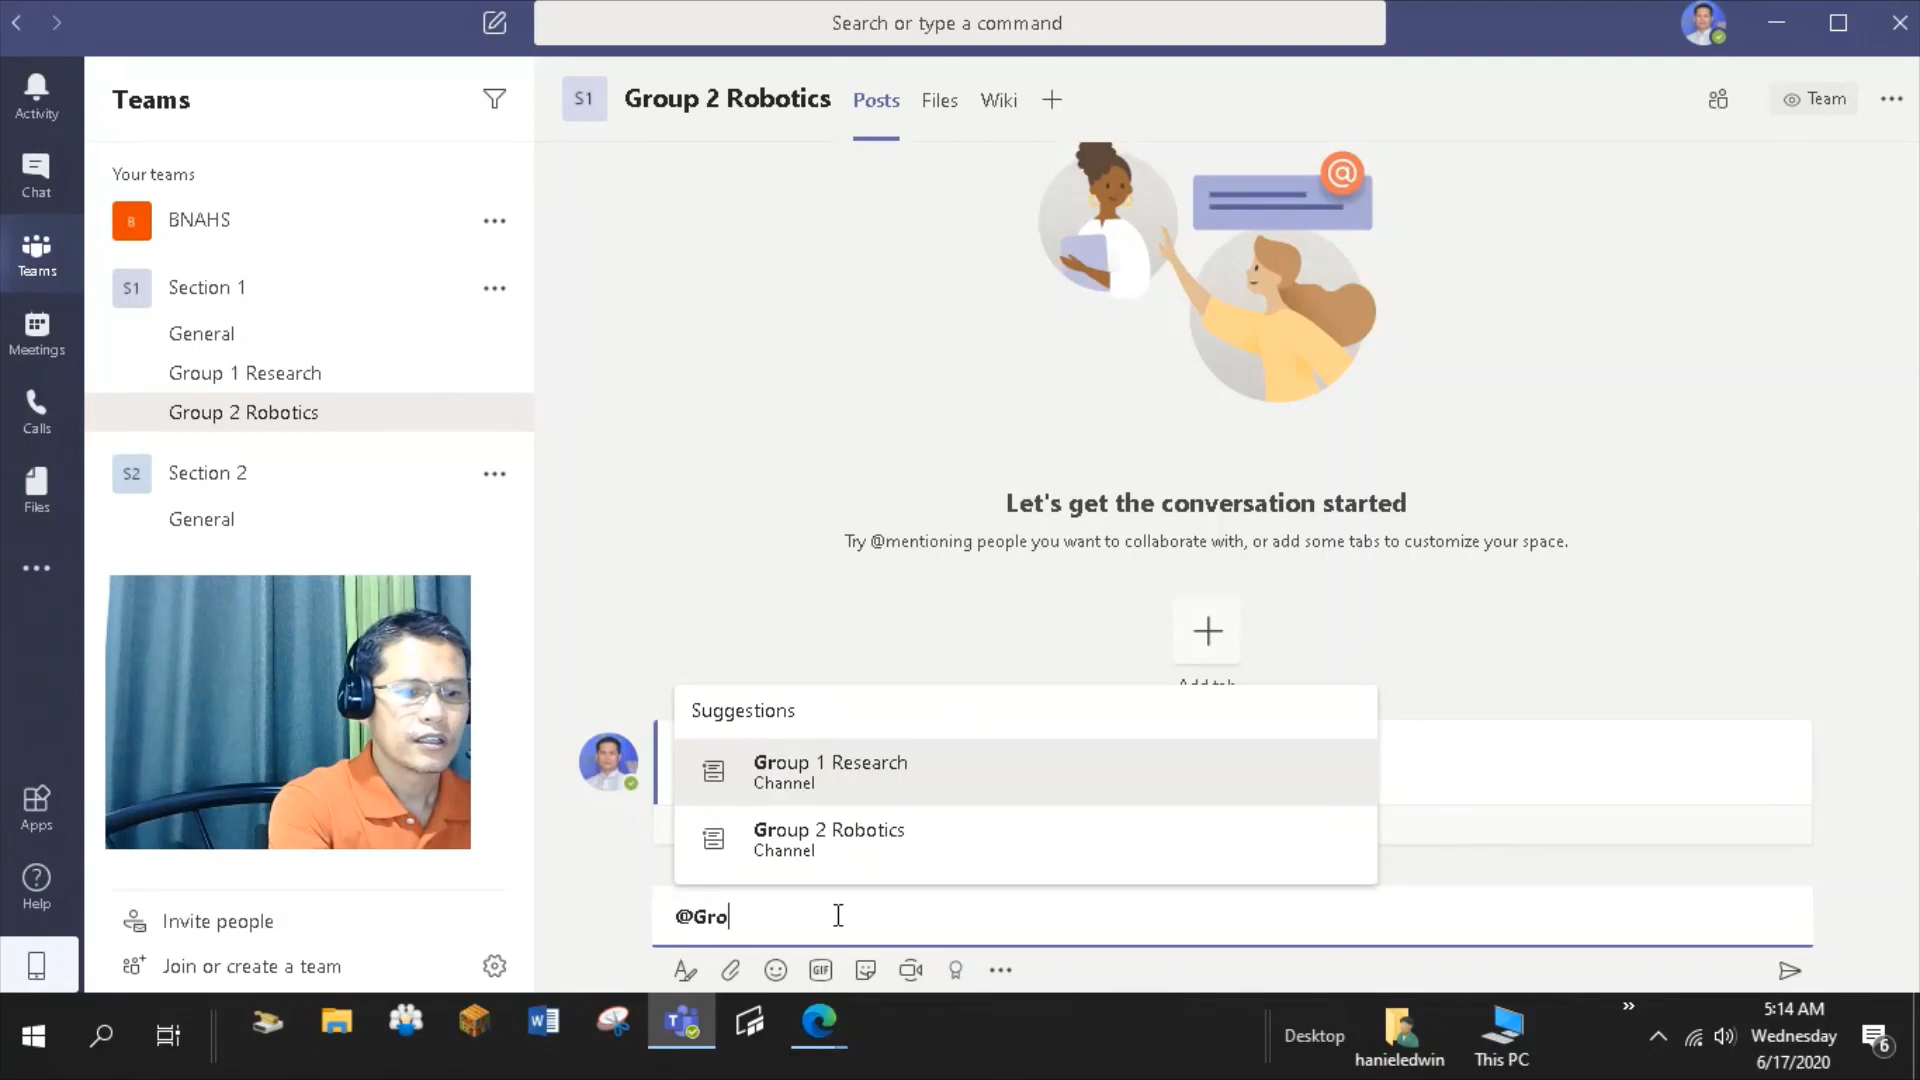 Search or type a command
Activity
Chat
Teams
Meetings
Calls
Files
Apps
Help
Teams
Your teams
B
BNAHS
S1
Section 1
General
Group 1 Research
Group 2 Robotics
S2
Section 2
General
Invite people
Join or create a team
S1
Group 2 Robotics
Posts
Files
Wiki
Team
@
Let's get the conversation started
Try @mentioning people you want to collaborate with, or add some tabs to customize your space.
Add tab
Suggestions
Group 1 Research
Channel
Group 2 Robotics
Channel
@Gro
GIF
W
T
Desktop
hanieledwin
This PC
5:14 AM
Wednesday
6/17/2020
6